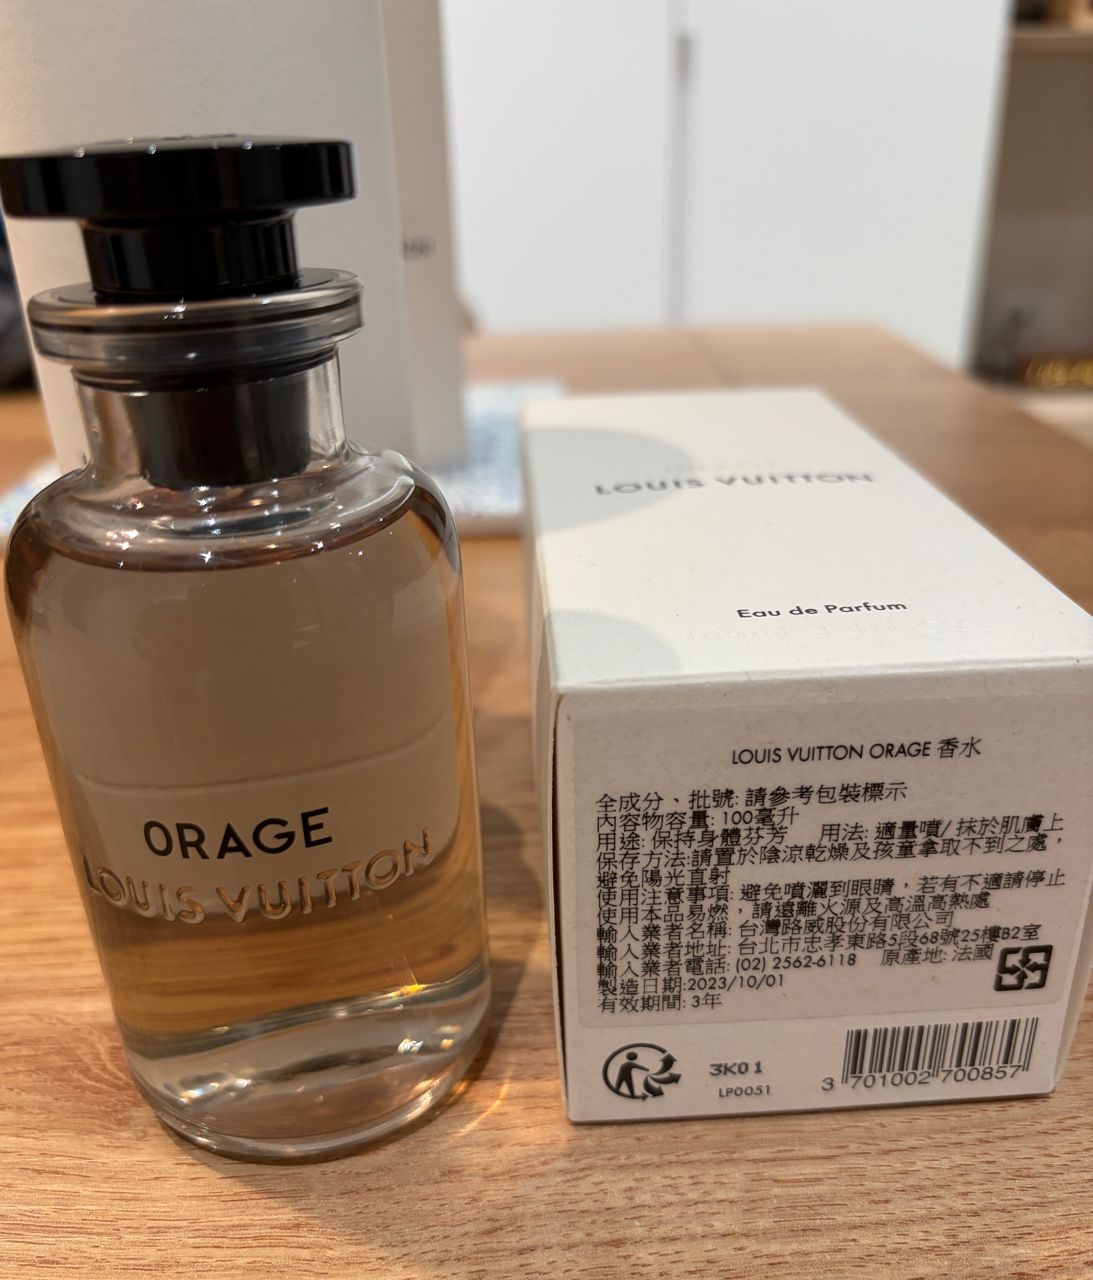 ORAGE
LOUIS VUITTON
LOUIS VUITTON
Eau de Parfum
LOUIS VUITTON ORAGE 香水
全成分、批號: 請參考包裝標示
內容物容量: 100毫升
用途: 保持身體芬芳 用法: 適量噴/ 抹於肌膚上
保存方法:請置於陰涼乾燥及孩童拿取不到之處，
避免陽光直射
使用注意事項: 避免噴灑到眼睛，若有不適請停止
使用本品易燃，請遠離火源及高溫高熱處
輸入業者名稱: 台灣路威股份有限公司
輸入業者地址: 台北市忠孝東路5段68號25樓B2室
輸入業者電話: (02) 2562-6118 原產地: 法國
製造日期:2023/10/01
有效期間: 3年
3K01
LP0051
3 701002 700857